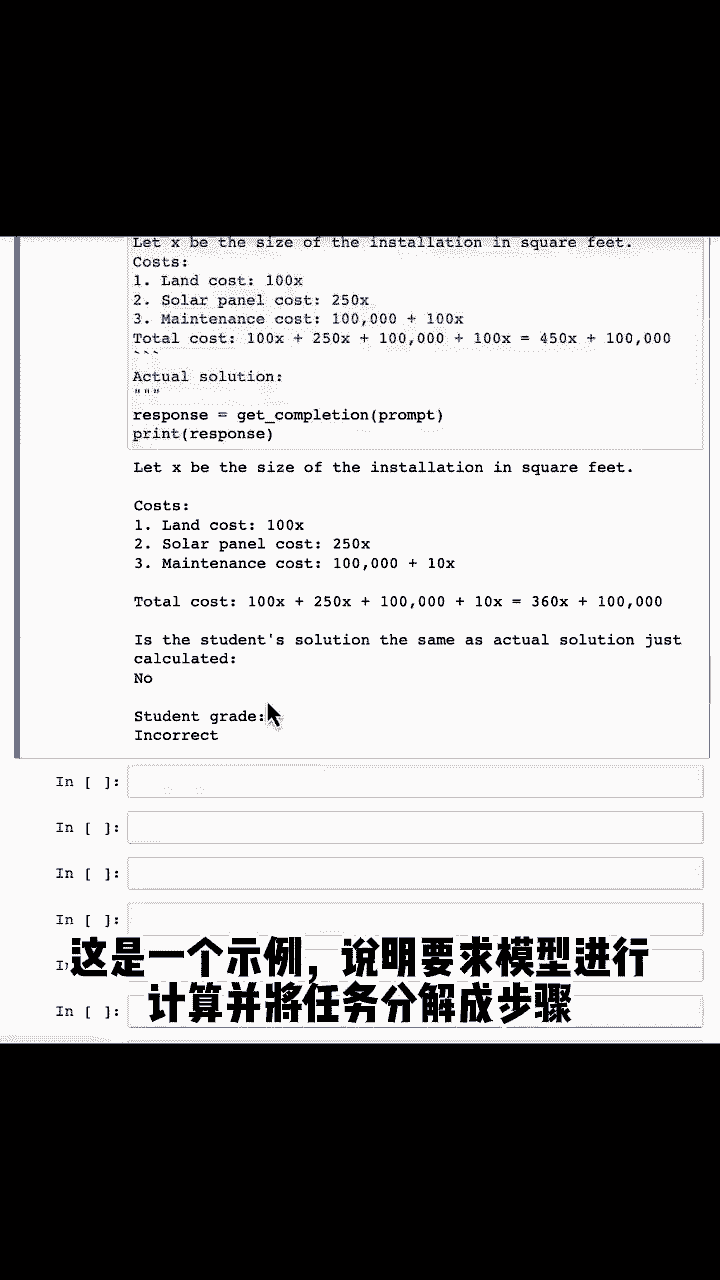 Let x be the size of the installation in square feet.
Costs:
1. Land cost: 100x
2. Solar panel cost: 250x
3. Maintenance cost: 100,000 + 100x
Total cost: 100x + 250x + 100,000 + 100x = 450x + 100,000
```
Actual solution:
"""
response = get_completion(prompt)
print(response)
Let x be the size of the installation in square feet.
Costs:
1. Land cost: 100x
2. Solar panel cost: 250x
3. Maintenance cost: 100,000 + 10x
Total cost: 100x + 250x + 100,000 + 10x = 360x + 100,000
Is the student's solution the same as actual solution just
calculated:
No
Student grade:
Incorrect
In [ ]:
In [ ]:
In [ ]:
In [ ]:
这是一个示例，说明要求模型进行
计算并將任务分解成步骤
In [ ]: